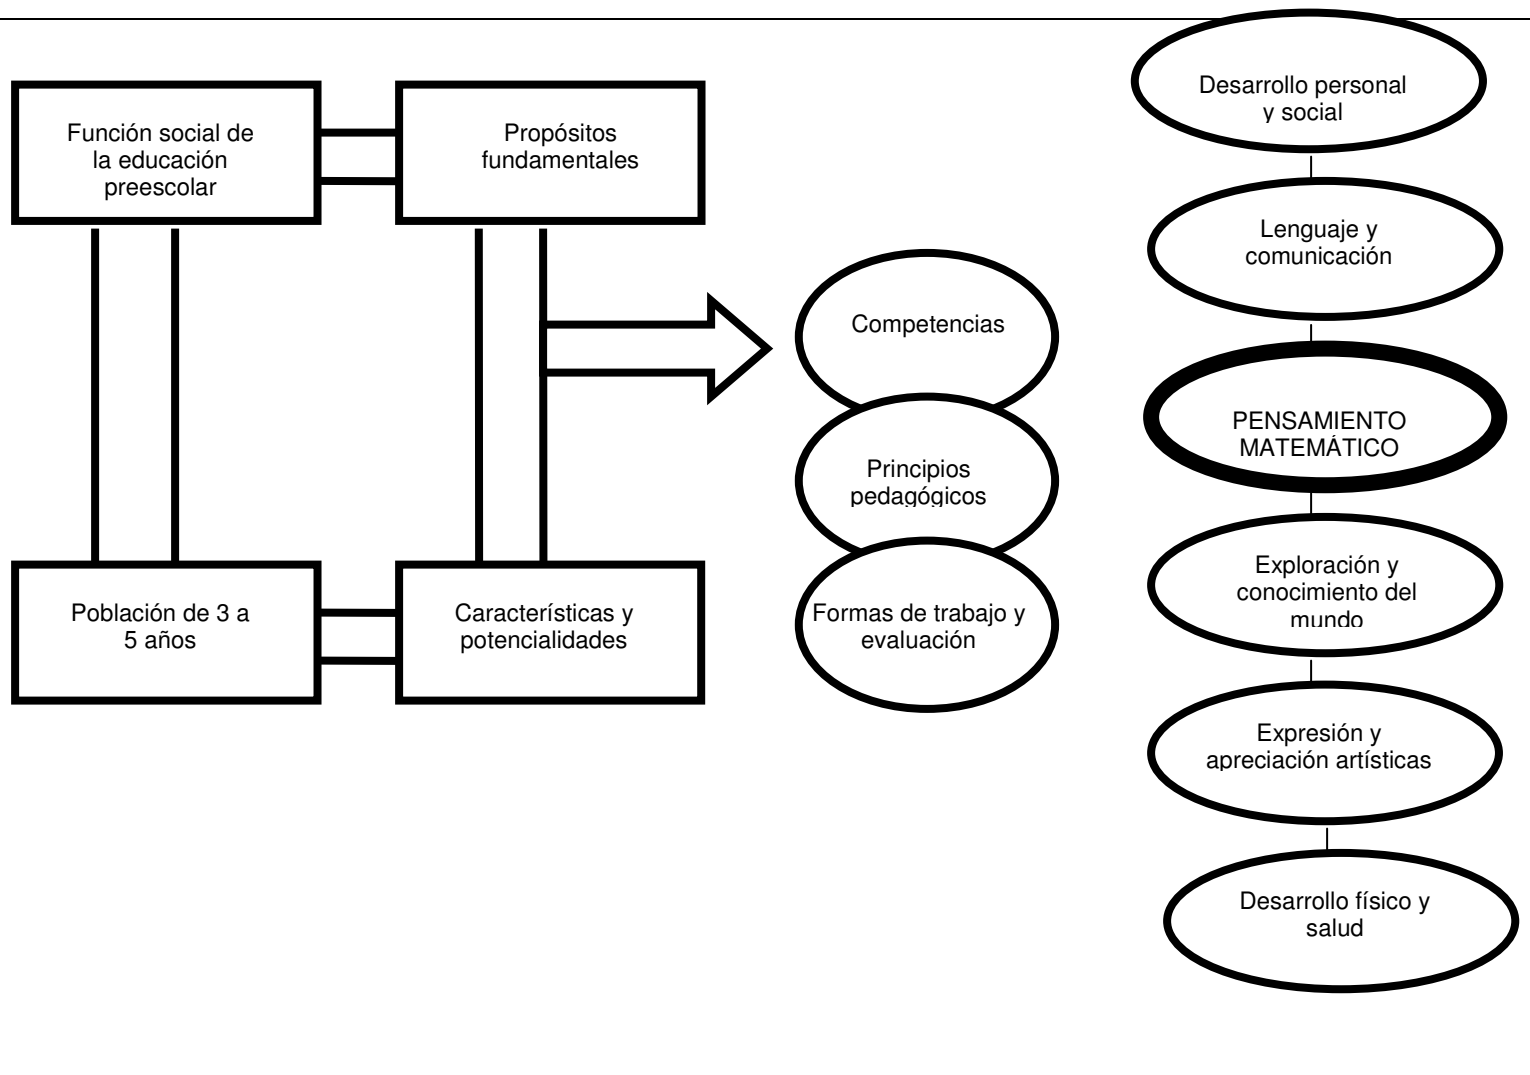 Función social de
la educación
preescolar
Propósitos
fundamentales
Población de 3 a
5 años
Características y
potencialidades
Competencias
Principios
pedagógicos
Formas de trabajo y
evaluación
Desarrollo personal
y social
Lenguaje y
comunicación
PENSAMIENTO
MATEMÁTICO
Exploración y
conocimiento del
mundo
Expresión y
apreciación artísticas
Desarrollo físico y
salud